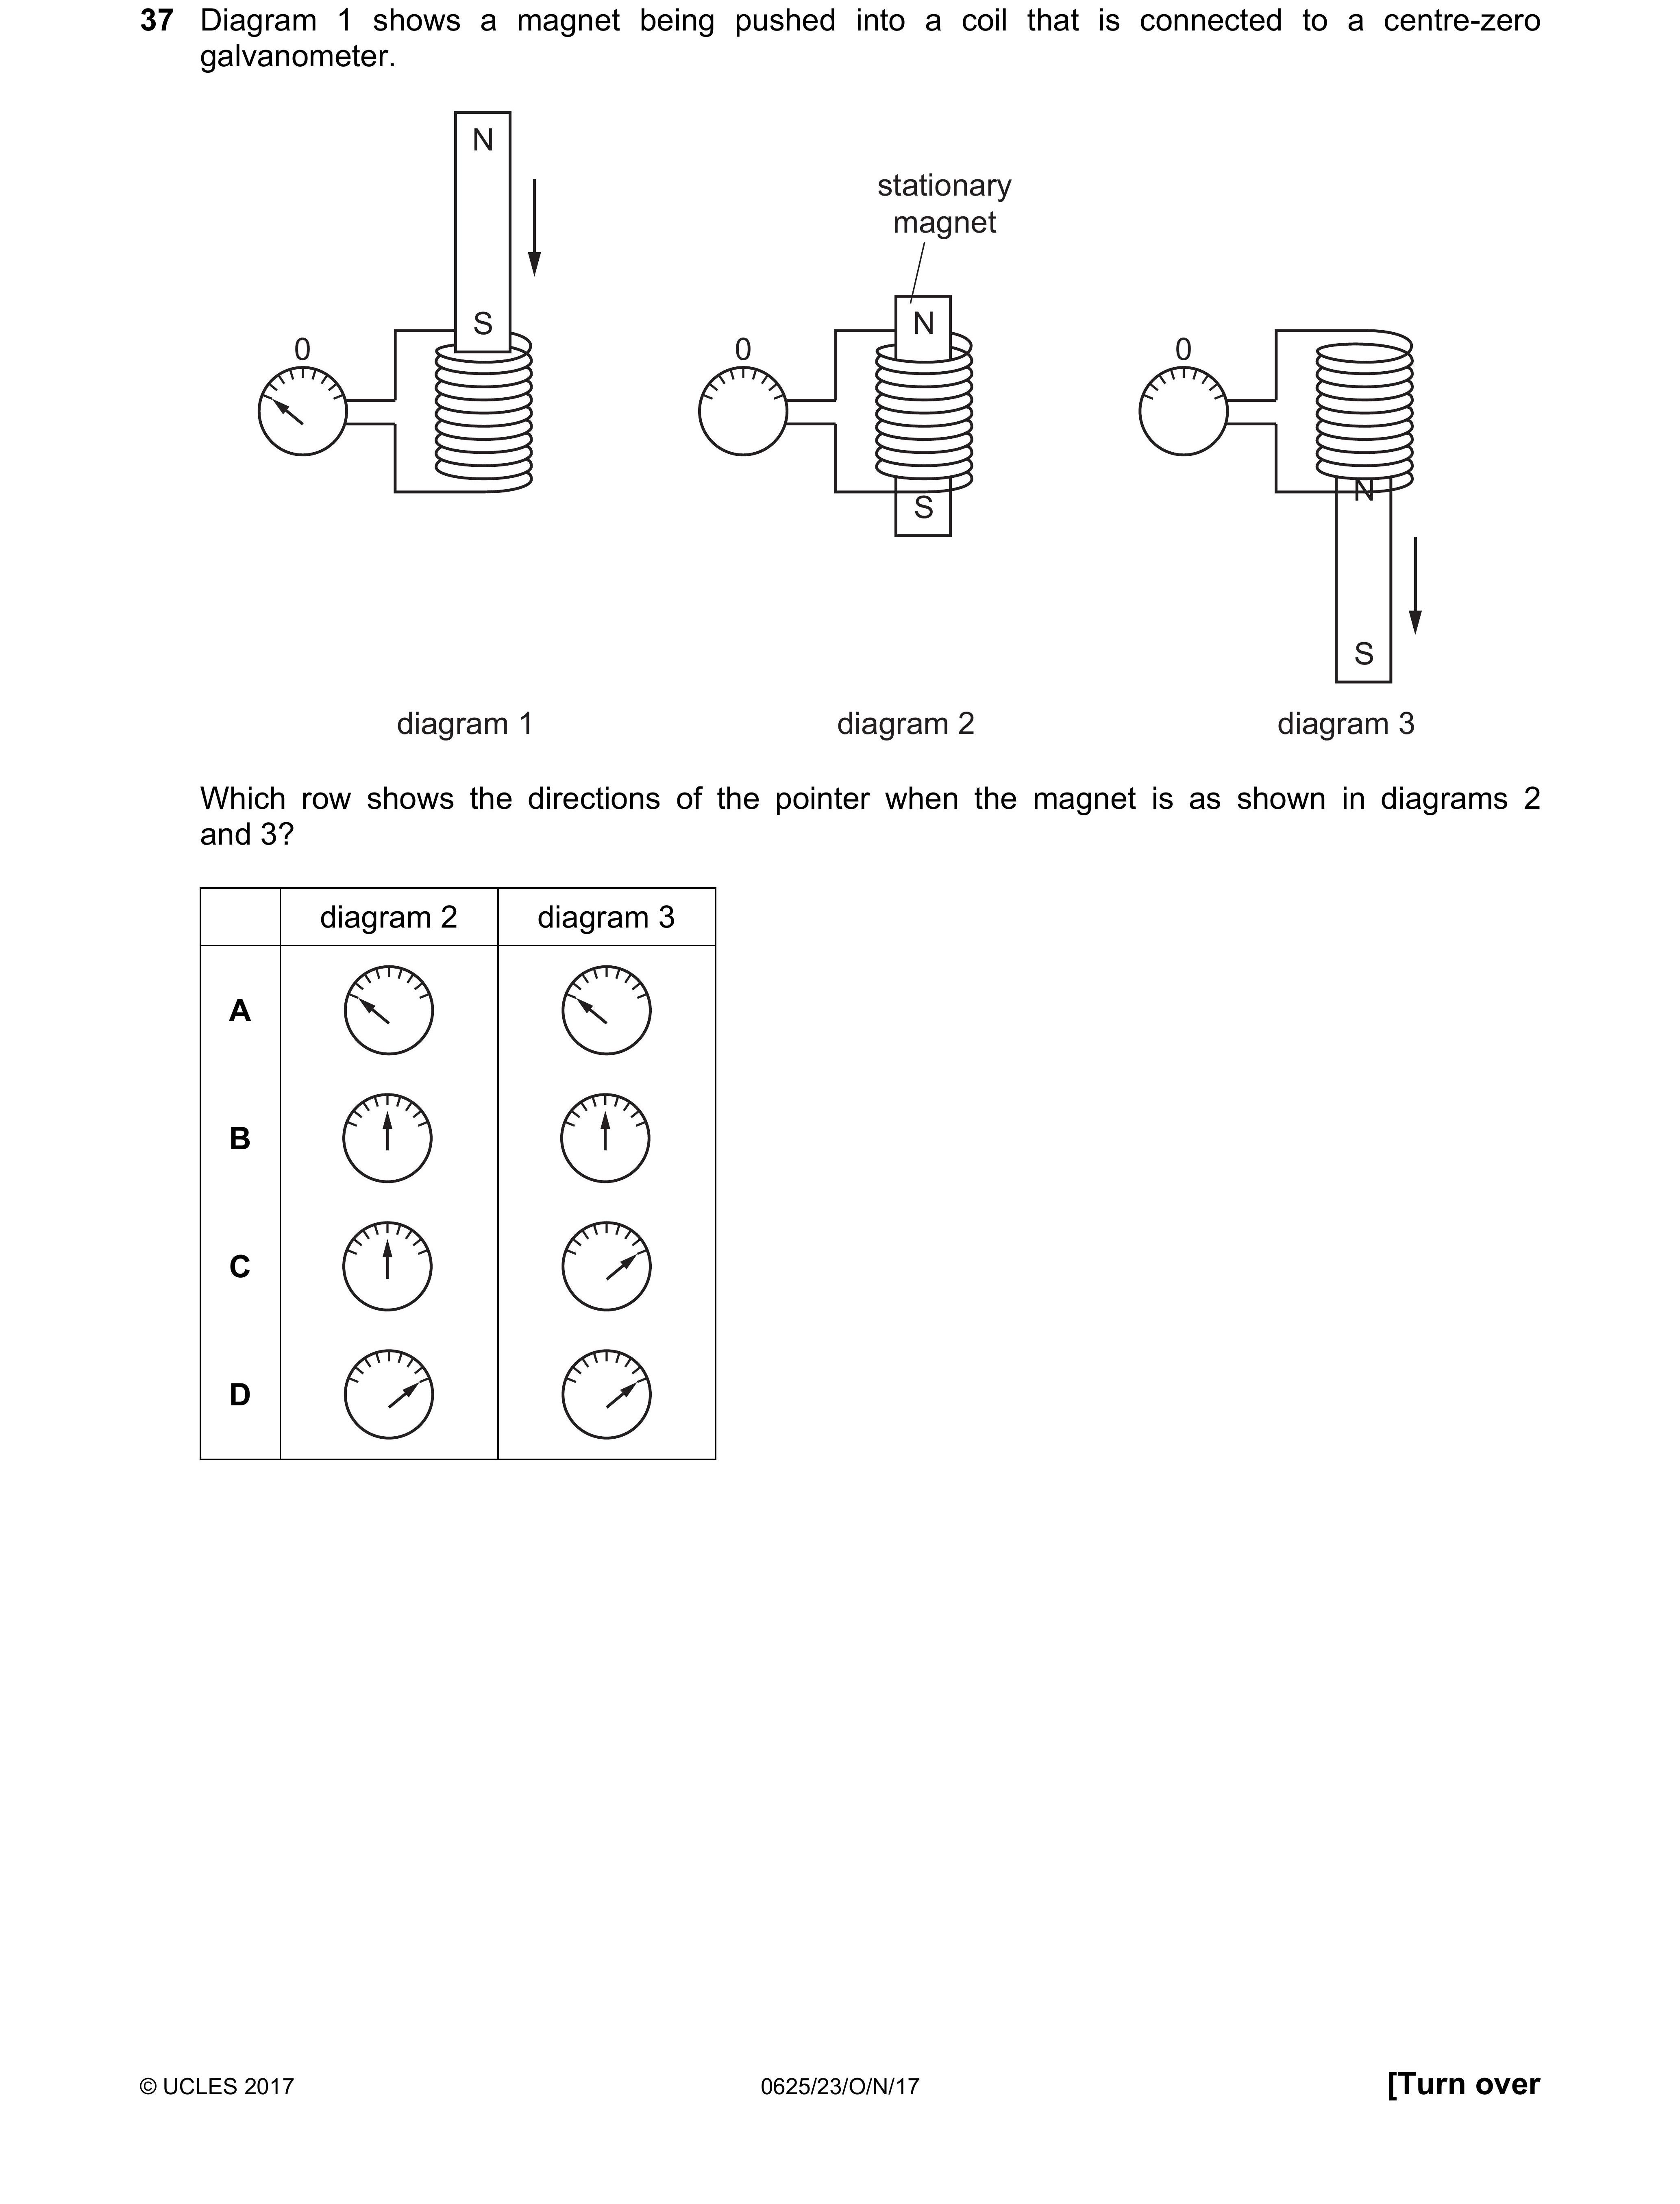 37 Diagram 1 shows a magnet being pushed into a coil that is connected to a centre-zero
galvanometer.
N
S
0
stationary
magnet
N
0
S
0
N
S
diagram 1
diagram 2
diagram 3
Which row shows the directions of the pointer when the magnet is as shown in diagrams 2
and 3?
diagram 2 diagram 3
A
B
C
D
© UCLES 2017 0625/23/O/N/17 [Turn over